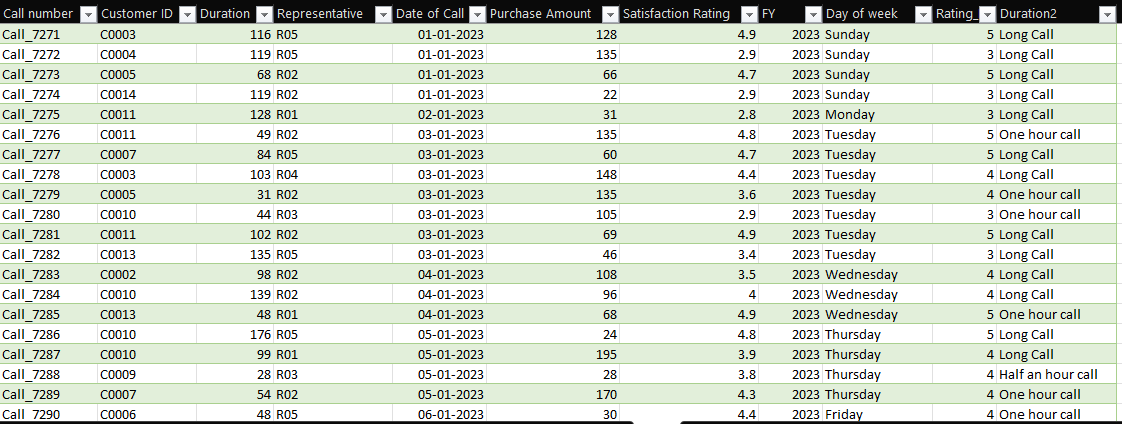 Call number Customer ID Duration Representative Date of Call Purchase Amount Satisfaction Rating FY Day of week Rating_ Duration2
Call_7271 C0003 116 R05 01-01-2023 128 4.9 2023 Sunday 5 Long Call
Call_7272 C0004 119 R05 01-01-2023 135 2.9 2023 Sunday 3 Long Call
Call_7273 C0005 68 R02 01-01-2023 66 4.7 2023 Sunday 5 Long Call
Call_7274 C0014 119 R02 01-01-2023 22 2.9 2023 Sunday 3 Long Call
Call_7275 C0011 128 R01 02-01-2023 31 2.8 2023 Monday 3 Long Call
Call_7276 C0011 49 R02 03-01-2023 135 4.8 2023 Tuesday 5 One hour call
Call_7277 C0007 84 R05 03-01-2023 60 4.7 2023 Tuesday 5 Long Call
Call_7278 C0003 103 R04 03-01-2023 148 4.4 2023 Tuesday 4 Long Call
Call_7279 C0005 31 R02 03-01-2023 135 3.6 2023 Tuesday 4 One hour call
Call_7280 C0010 44 R03 03-01-2023 105 2.9 2023 Tuesday 3 One hour call
Call_7281 C0011 102 R02 03-01-2023 69 4.9 2023 Tuesday 5 Long Call
Call_7282 C0013 135 R05 03-01-2023 46 3.4 2023 Tuesday 3 Long Call
Call_7283 C0002 98 R02 04-01-2023 108 3.5 2023 Wednesday 4 Long Call
Call_7284 C0010 139 R02 04-01-2023 96 4 2023 Wednesday 4 Long Call
Call_7285 C0013 48 R01 04-01-2023 68 4.9 2023 Wednesday 5 One hour call
Call_7286 C0010 176 R05 05-01-2023 24 4.8 2023 Thursday 5 Long Call
Call_7287 C0010 99 R01 05-01-2023 195 3.9 2023 Thursday 4 Long Call
Call_7288 C0009 28 R03 05-01-2023 28 3.8 2023 Thursday 4 Half an hour call
Call_7289 C0007 54 R02 05-01-2023 170 4.3 2023 Thursday 4 One hour call
Call_7290 C0006 48 R05 06-01-2023 30 4.4 2023 Friday 4 One hour call